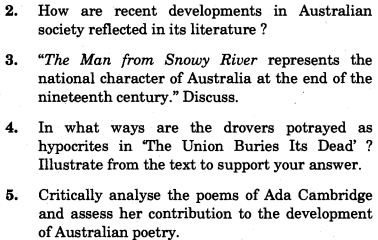 2. How are recent developments in Australian
society reflected in its literature ?
3. “The Man from Snowy River represents the
national character of Australia at the end of the
nineteenth century.” Discuss.
4. In what ways are the drovers potrayed as
hypocrites in ‘The Union Buries Its Dead’ ?
Illustrate from the text to support your answer.
5. Critically analyse the poems of Ada Cambridge
and assess her contribution to the development
of Australian poetry.